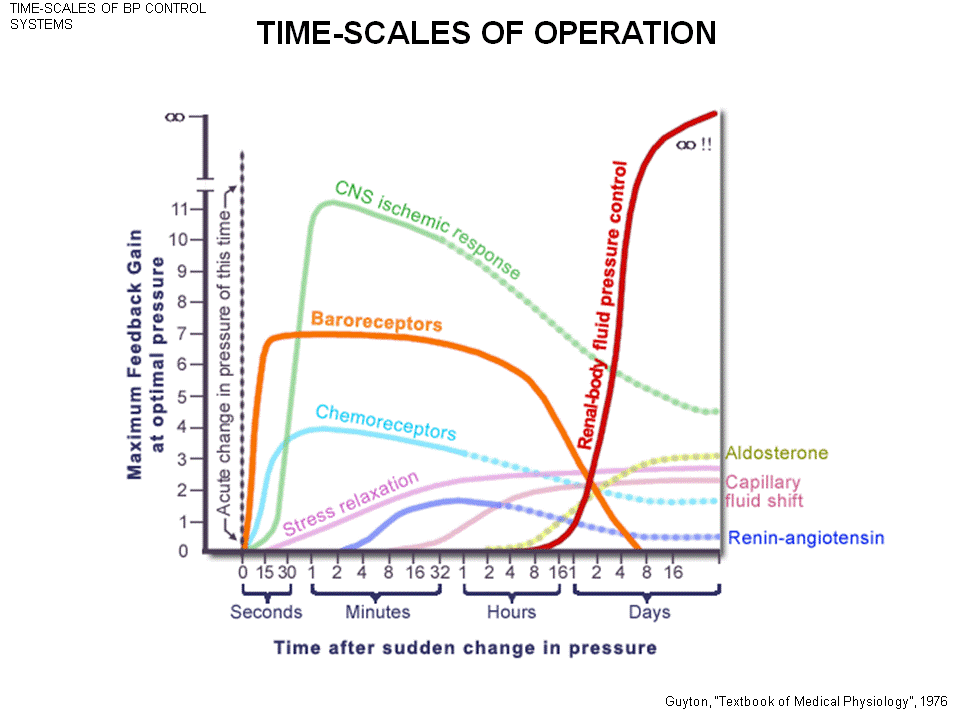 TIME-SCALES OF BP CONTROL
SYSTEMS
TIME-SCALES OF OPERATION
∞
11
10
9
8
7
6
5
4
3
2
1
0
Maximum Feedback Gain
at optimal pressure
Acute change in pressure of this time
CNS ischemic response
Baroreceptors
Chemoreceptors
Stress relaxation
Renal-body fluid pressure control
∞ !!
Aldosterone
Capillary
fluid shift
Renin-angiotensin
0 15 30 1 2 4 8 16 32 1 2 4 8 16 1 2 4 8 16
Seconds Minutes Hours Days
Time after sudden change in pressure
Guyton, "Textbook of Medical Physiology", 1976